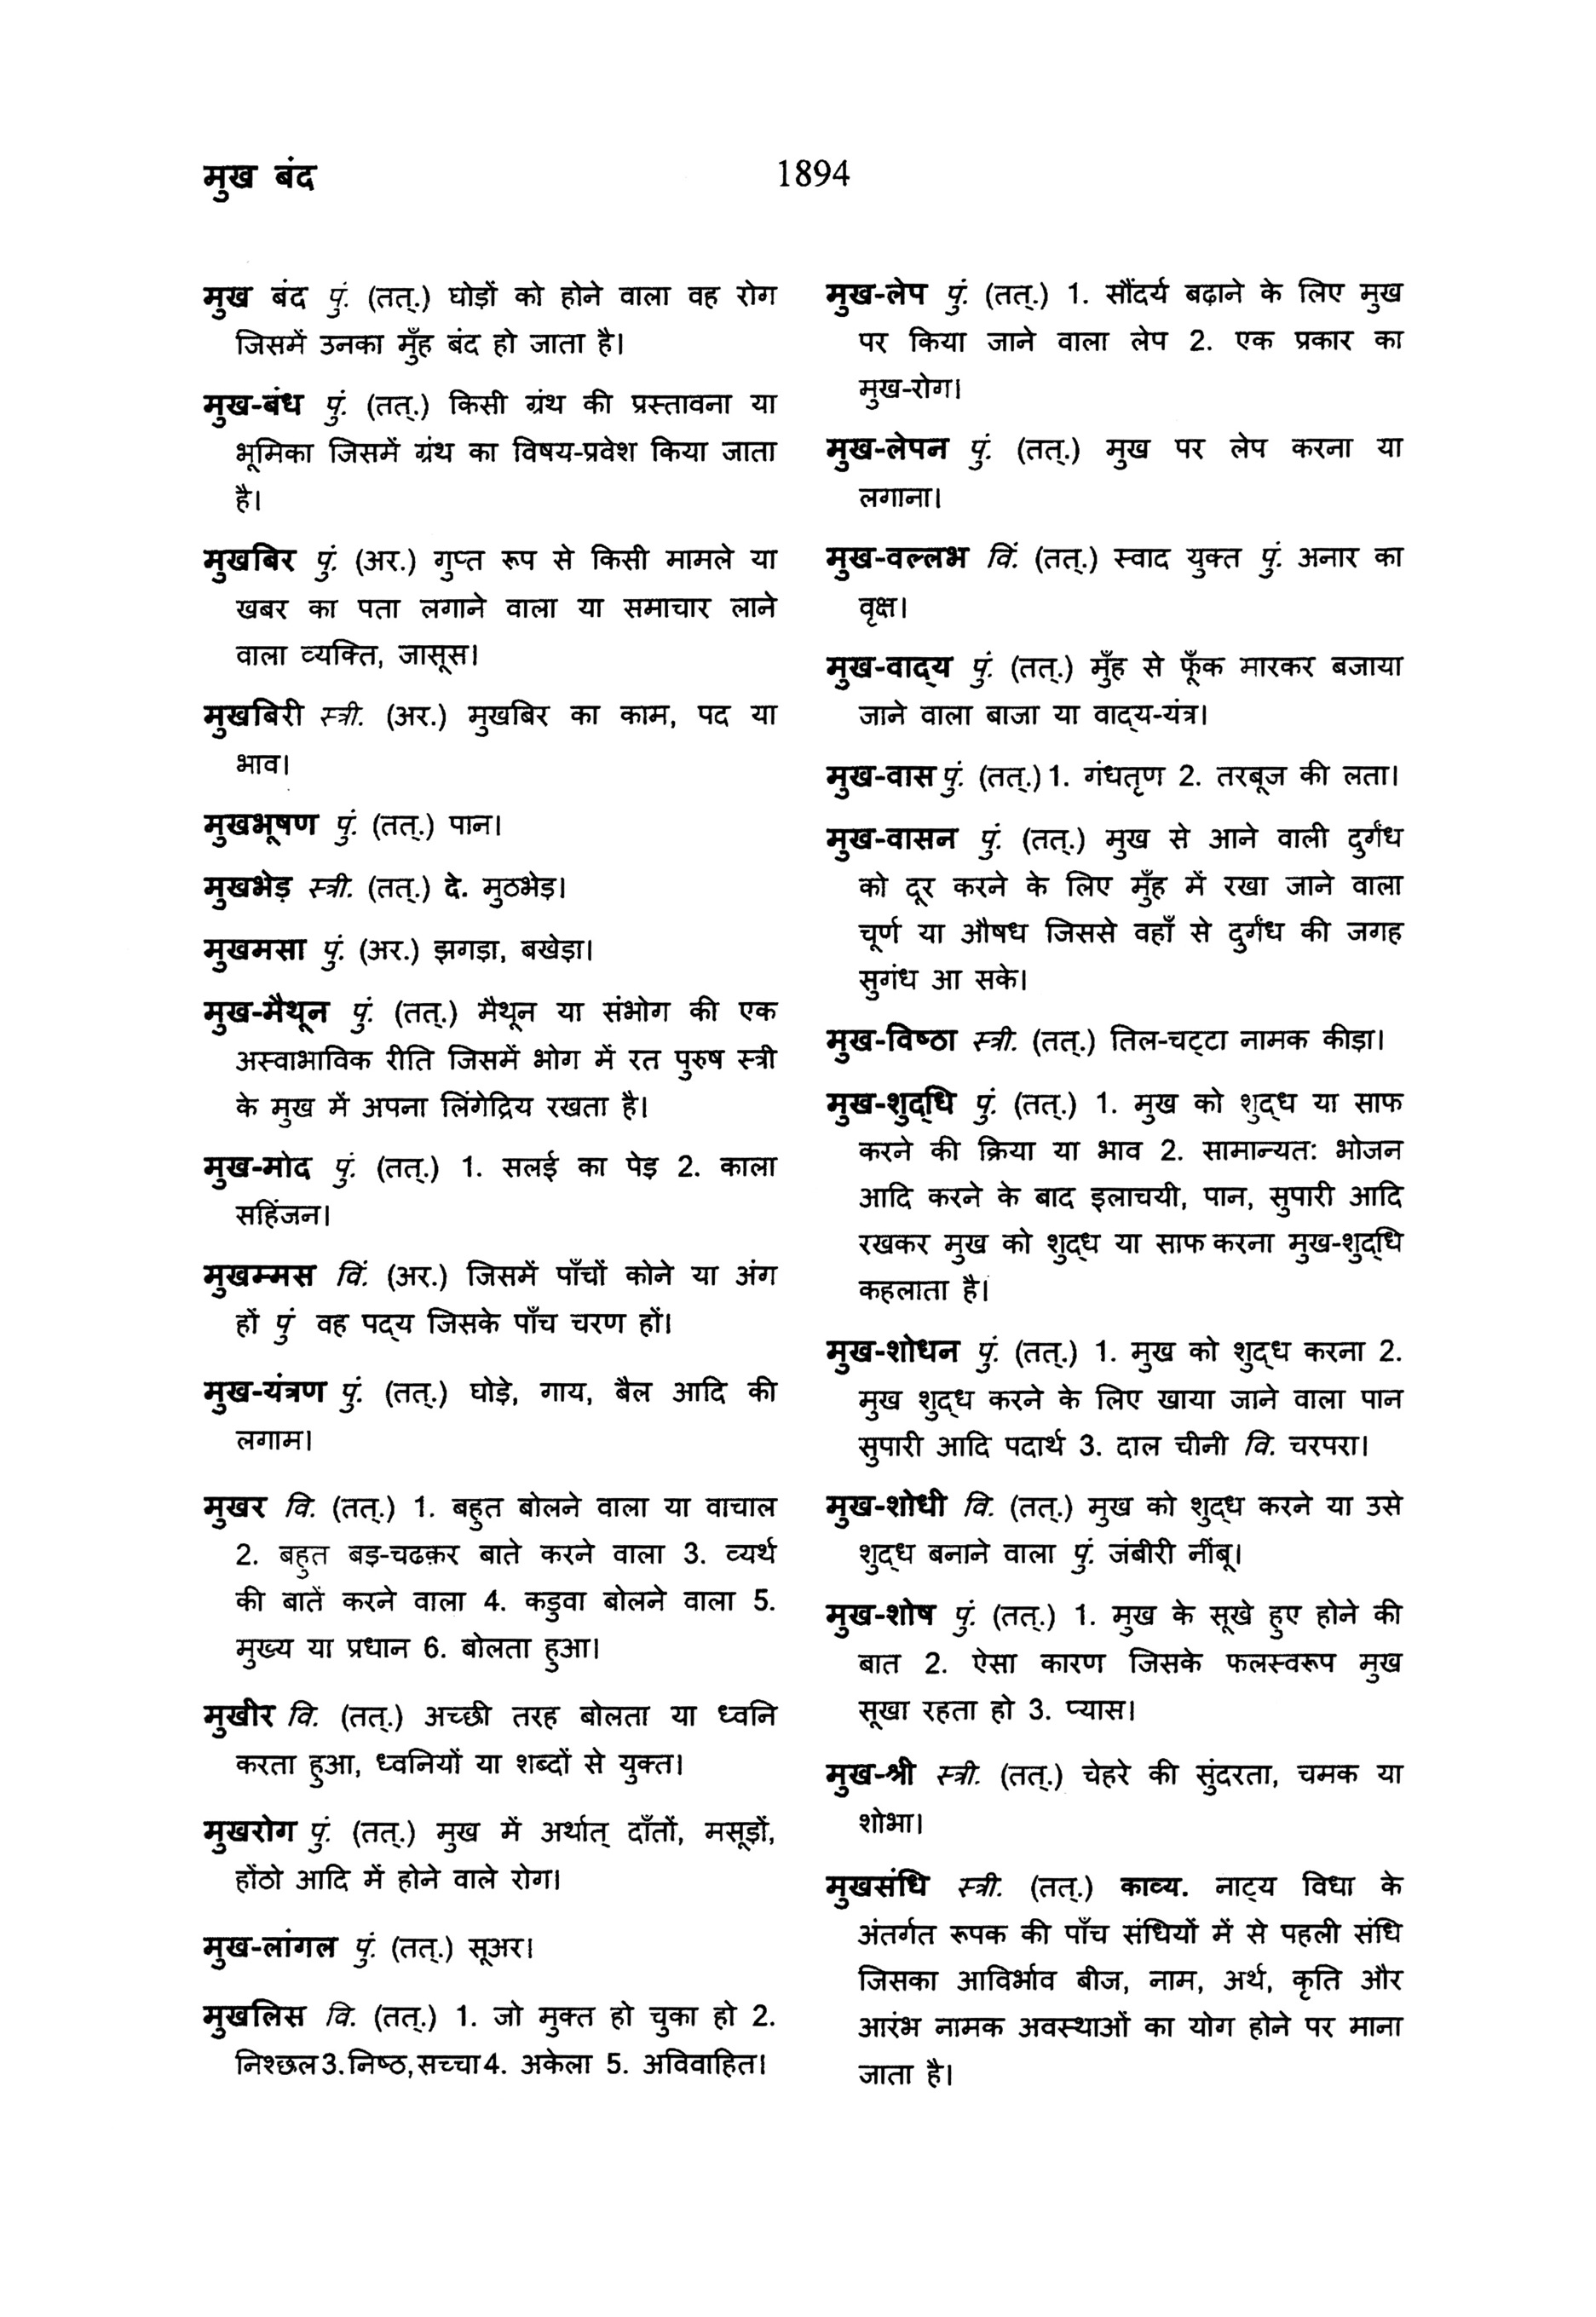 मुख बंद
1894
मुख बंद पुं. (तत्.) घोड़ों को होने वाला वह रोग
जिसमें उनका मुँह बंद हो जाता है।
मुख-बंध पुं. (तत्.) किसी ग्रंथ की प्रस्तावना या
भूमिका जिसमें ग्रंथ का विषय-प्रवेश किया जाता
है।
मुखबिर पुं. (अर.) गुप्त रूप से किसी मामले या
खबर का पता लगाने वाला या समाचार लाने
वाला व्यक्ति, जासूस।
मुखबिरी स्त्री. (अर.) मुखबिर का काम, पद या
भाव।
मुखभूषण पुं. (तत्.) पान।
मुखभेड़ स्त्री. (तत्.) दे. मुठभेड़।
मुखमसा पुं. (अर.) झगड़ा, बखेड़ा।
मुख-मैथून पुं. (तत्.) मैथून या संभोग की एक
अस्वाभाविक रीति जिसमें भोग में रत पुरुष स्त्री
के मुख में अपना लिंगेद्रिय रखता है।
मुख-मोद पुं. (तत्.) 1. सलई का पेड़ 2. काला
सहिंजन।
मुखम्मस विं. (अर.) जिसमें पाँचों कोने या अंग
हों पुं वह पद्य जिसके पाँच चरण हों।
मुख-यंत्रण पुं. (तत्.) घोड़े, गाय, बैल आदि की
लगाम।
मुखर वि. (तत्.) 1. बहुत बोलने वाला या वाचाल
2. बहुत बड़-चढक़र बाते करने वाला 3. व्यर्थ
की बातें करने वाला 4. कडुवा बोलने वाला 5.
मुख्य या प्रधान 6. बोलता हुआ।
मुखीर वि. (तत्.) अच्छी तरह बोलता या ध्वनि
करता हुआ, ध्वनियों या शब्दों से युक्त।
मुखरोग पुं. (तत्.) मुख में अर्थात् दाँतों, मसूड़ों,
होंठो आदि में होने वाले रोग।
मुख-लांगल पुं. (तत्.) सूअर।
मुखलिस वि. (तत्.) 1. जो मुक्त हो चुका हो 2.
निश्छल 3. निष्ठ, सच्चा 4. अकेला 5. अविवाहित।
मुख-लेप पुं. (तत्.) 1. सौंदर्य बढ़ाने के लिए मुख
पर किया जाने वाला लेप 2. एक प्रकार का
मुख-रोग।
मुख-लेपन पुं. (तत्.) मुख पर लेप करना या
लगाना।
मुख-वल्लभ विं. (तत्.) स्वाद युक्त पुं. अनार का
वृक्ष।
मुख-वाद्य पुं. (तत्.) मुँह से फूँक मारकर बजाया
जाने वाला बाजा या वाद्य-यंत्र।
मुख-वास पुं. (तत्.) 1. गंधतृण 2. तरबूज की लता।
मुख-वासन पुं. (तत्.) मुख से आने वाली दुर्गंध
को दूर करने के लिए मुँह में रखा जाने वाला
चूर्ण या औषध जिससे वहाँ से दुर्गंध की जगह
सुगंध आ सके।
मुख-विष्ठा स्त्री. (तत्.) तिल-चट्टा नामक कीड़ा।
मुख-शुद्धि पुं. (तत्.) 1. मुख को शुद्ध या साफ
करने की क्रिया या भाव 2. सामान्यत: भोजन
आदि करने के बाद इलाचयी, पान, सुपारी आदि
रखकर मुख को शुद्ध या साफ करना मुख-शुद्धि
कहलाता है।
मुख-शोधन पुं. (तत्.) 1. मुख को शुद्ध करना 2.
मुख शुद्ध करने के लिए खाया जाने वाला पान
सुपारी आदि पदार्थ 3. दाल चीनी वि. चरपरा।
मुख-शोधी वि. (तत्.) मुख को शुद्ध करने या उसे
शुद्ध बनाने वाला पुं. जंबीरी नींबू।
मुख-शोष पुं. (तत्.) 1. मुख के सूखे हुए होने की
बात 2. ऐसा कारण जिसके फलस्वरूप मुख
सूखा रहता हो 3. प्यास।
मुख-श्री स्त्री. (तत्.) चेहरे की सुंदरता, चमक या
शोभा।
मुखसंधि स्त्री. (तत्.) काव्य. नाट्य विधा के
अंतर्गत रूपक की पाँच संधियों में से पहली संधि
जिसका आविर्भाव बीज, नाम, अर्थ, कृति और
आरंभ नामक अवस्थाओं का योग होने पर माना
जाता है।